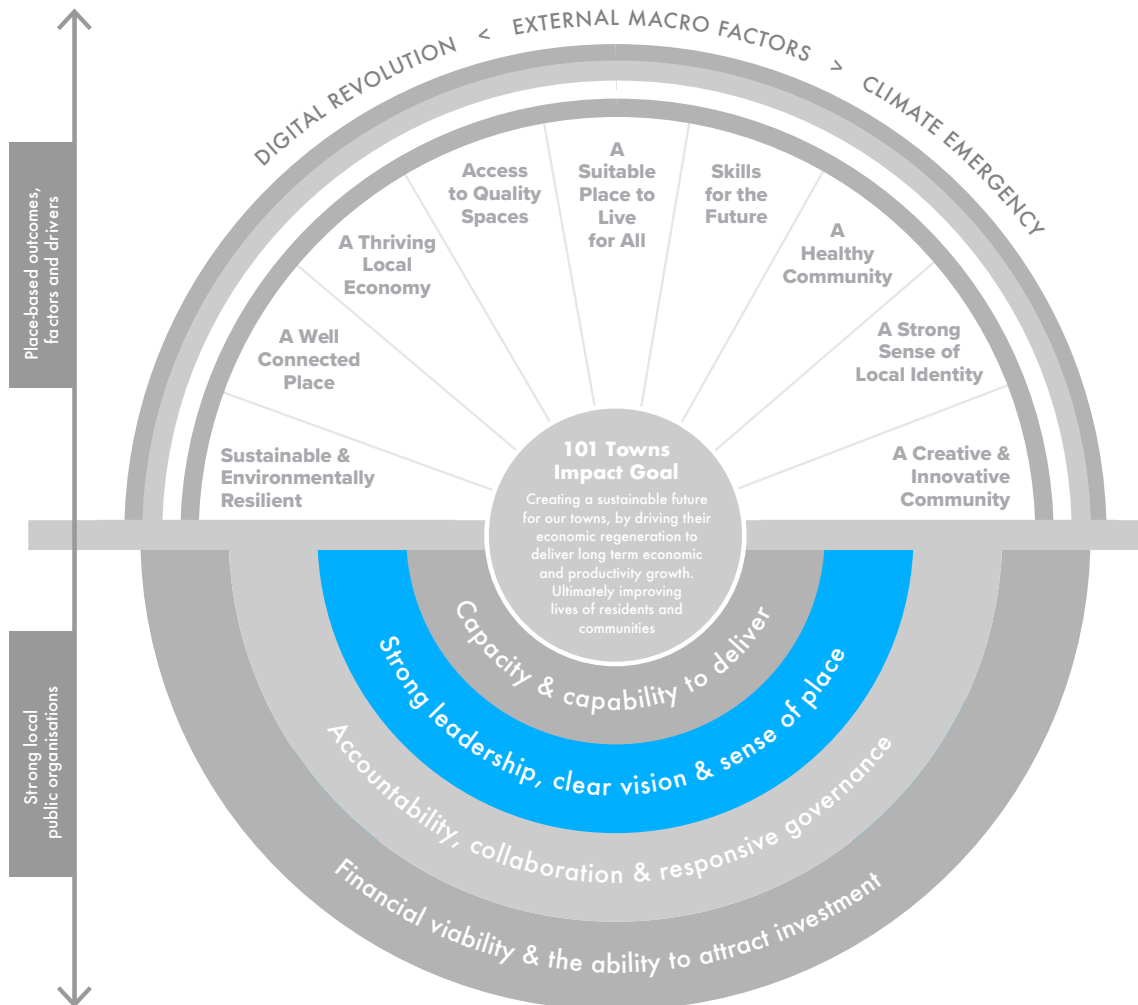 DIGITAL REVOLUTION < EXTERNAL MACRO FACTORS > CLIMATE EMERGENCY
Place-based outcomes,
factors and drivers
Sustainable &
Environmentally
Resilient
A Well
Connected
Place
A Thriving
Local
Economy
Access
to Quality
Spaces
A
Suitable
Place to
Live
for All
Skills
for the
Future
A
Healthy
Community
A Strong
Sense of
Local Identity
A Creative &
Innovative
Community
101 Towns
Impact Goal
Creating a sustainable future
for our towns, by driving their
economic regeneration to
deliver long term economic
and productivity growth.
Ultimately improving
lives of residents and
communities
Strong local
public organisations
Capacity & capability to deliver
Strong leadership, clear vision & sense of place
Accountability, collaboration & responsive governance
Financial viability & the ability to attract investment